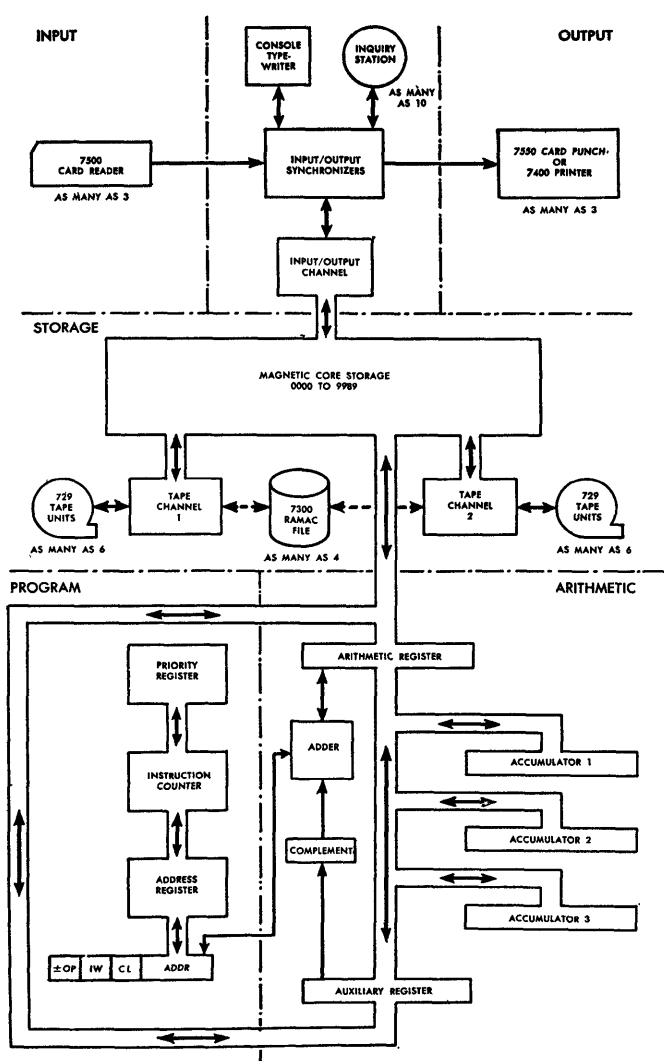 INPUT
OUTPUT
CONSOLE
TYPE-
WRITER
INQUIRY
STATION
AS MANY
AS 10
7500
CARD READER
AS MANY AS 3
INPUT/OUTPUT
SYNCHRONIZERS
7550 CARD PUNCH
OR
7400 PRINTER
AS MANY AS 3
INPUT/OUTPUT
CHANNEL
STORAGE
MAGNETIC CORE STORAGE
0000 TO 9989
729
TAPE
UNITS
AS MANY AS 6
TAPE
CHANNEL
1
7300
RAMAC
FILE
AS MANY AS 4
TAPE
CHANNEL
2
729
TAPE
UNITS
AS MANY AS 6
PROGRAM
ARITHMETIC
PRIORITY
REGISTER
ARITHMETIC REGISTER
ADDER
INSTRUCTION
COUNTER
ACCUMULATOR 1
COMPLEMENT
ACCUMULATOR 2
ADDRESS
REGISTER
ACCUMULATOR 3
±OP IW CL ADDR
AUXILIARY REGISTER